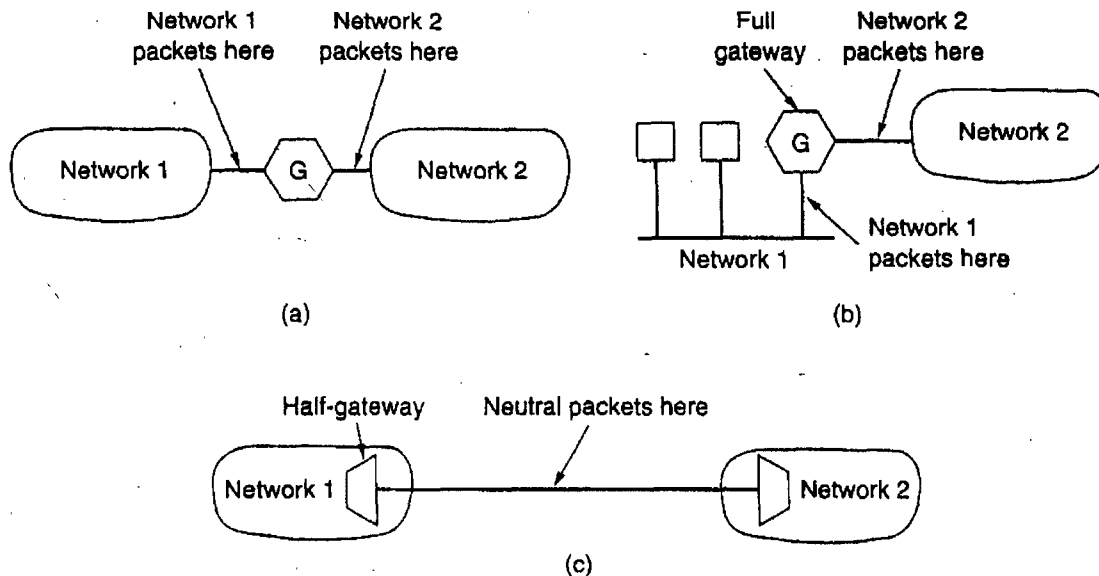 Network 1
packets here
Network 2
packets here
Network 1
G
Network 2
(a)
Full
gateway
Network 2
packets here
G
Network 2
Network 1
Network 1
packets here
(b)
Half-gateway
Neutral packets here
Network 1
Network 2
(c)